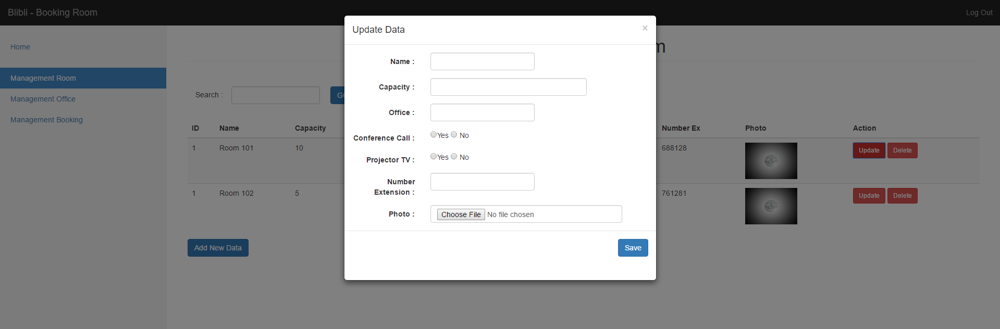 Blibli - Booking Room
Log Out
Home
Management Room
Management Office
Management Booking
m
Search :
ID Name Capacity Number Ex Photo Action
1 Room 101 10 688128 Update Delete
1 Room 102 5 761281 Update Delete
Add New Data
Update Data ×
Name :
Capacity :
Office :
Conference Call : Yes No
Projector TV : Yes No
Number
Extension :
Photo : Choose File No file chosen
Save